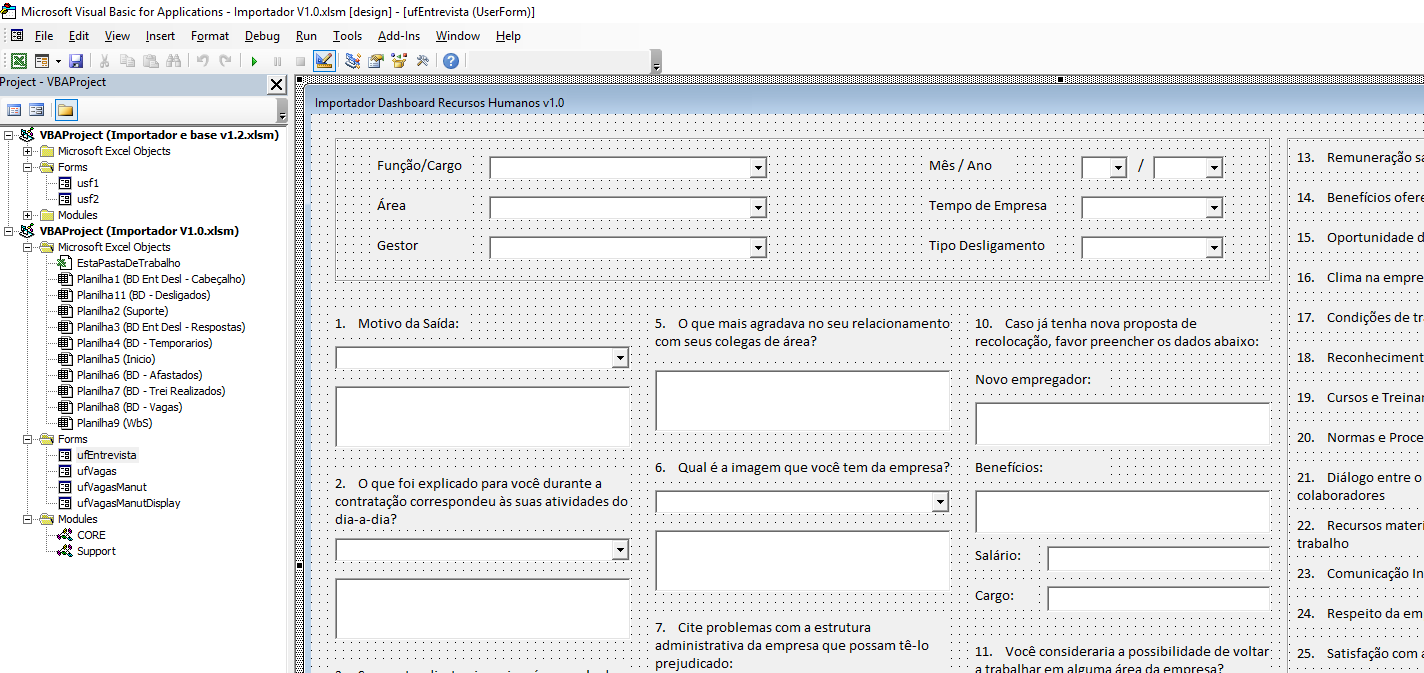 Microsoft Visual Basic for Applications - Importador V1.0.xlsm [design] - [ufEntrevista (UserForm)]
File Edit View Insert Format Debug Run Tools Add-Ins Window Help
Project - VBAProject
VBAProject (Importador e base v1.2.xlsm)
Microsoft Excel Objects
Forms
usf1
usf2
Modules
VBAProject (Importador V1.0.xlsm)
Microsoft Excel Objects
EstaPastaDeTrabalho
Planilha1 (BD Ent Desl - Cabeçalho)
Planilha11 (BD - Desligados)
Planilha2 (Suporte)
Planilha3 (BD Ent Desl - Respostas)
Planilha4 (BD - Temporarios)
Planilha5 (Inicio)
Planilha6 (BD - Afastados)
Planilha7 (BD - Trei Realizados)
Planilha8 (BD - Vagas)
Planilha9 (WbS)
Forms
ufEntrevista
ufVagas
ufVagasManut
ufVagasManutDisplay
Modules
CORE
Support
Importador Dashboard Recursos Humanos v1.0
Função/Cargo
Área
Gestor
Mês / Ano
/
Tempo de Empresa
Tipo Desligamento
1. Motivo da Saída:
2. O que foi explicado para você durante a
contratação correspondeu às suas atividades do
dia-a-dia?
5. O que mais agradava no seu relacionamento
com seus colegas de área?
6. Qual é a imagem que você tem da empresa?
7. Cite problemas com a estrutura
administrativa da empresa que possam tê-lo
prejudicado:
10. Caso já tenha nova proposta de
recolocação, favor preencher os dados abaixo:
Novo empregador:
Benefícios:
Salário:
Cargo:
11. Você consideraria a possibilidade de voltar
a trabalhar em alguma área da empresa?
13. Remuneração sa
14. Benefícios ofere
15. Oportunidade d
16. Clima na empre
17. Condições de tr
18. Reconheciment
19. Cursos e Treinar
20. Normas e Proce
21. Diálogo entre o
colaboradores
22. Recursos materi
trabalho
23. Comunicação In
24. Respeito da em
25. Satisfação com a